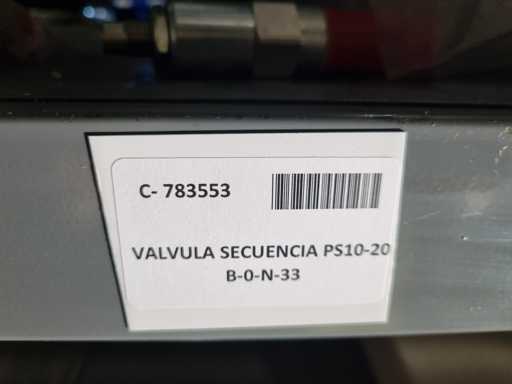 C- 783553
VALVULA SECUENCIA PS10-20
B-0-N-33